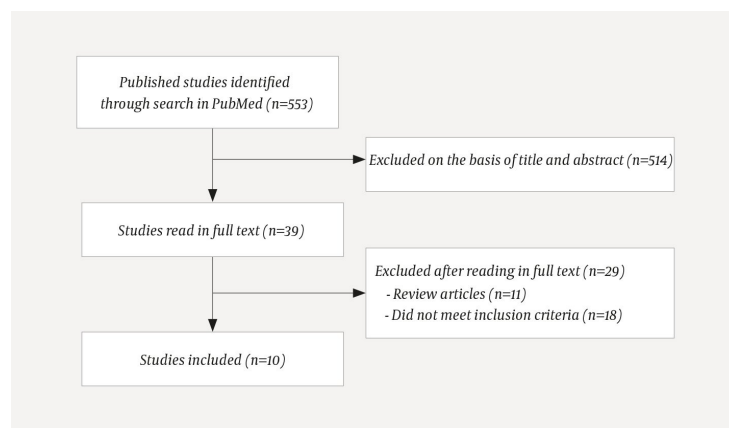 Published studies identified
through search in PubMed (n=553)
Excluded on the basis of title and abstract (n=514)
Studies read in full text (n=39)
Excluded after reading in full text (n=29)
- Review articles (n=11)
- Did not meet inclusion criteria (n=18)
Studies included (n=10)